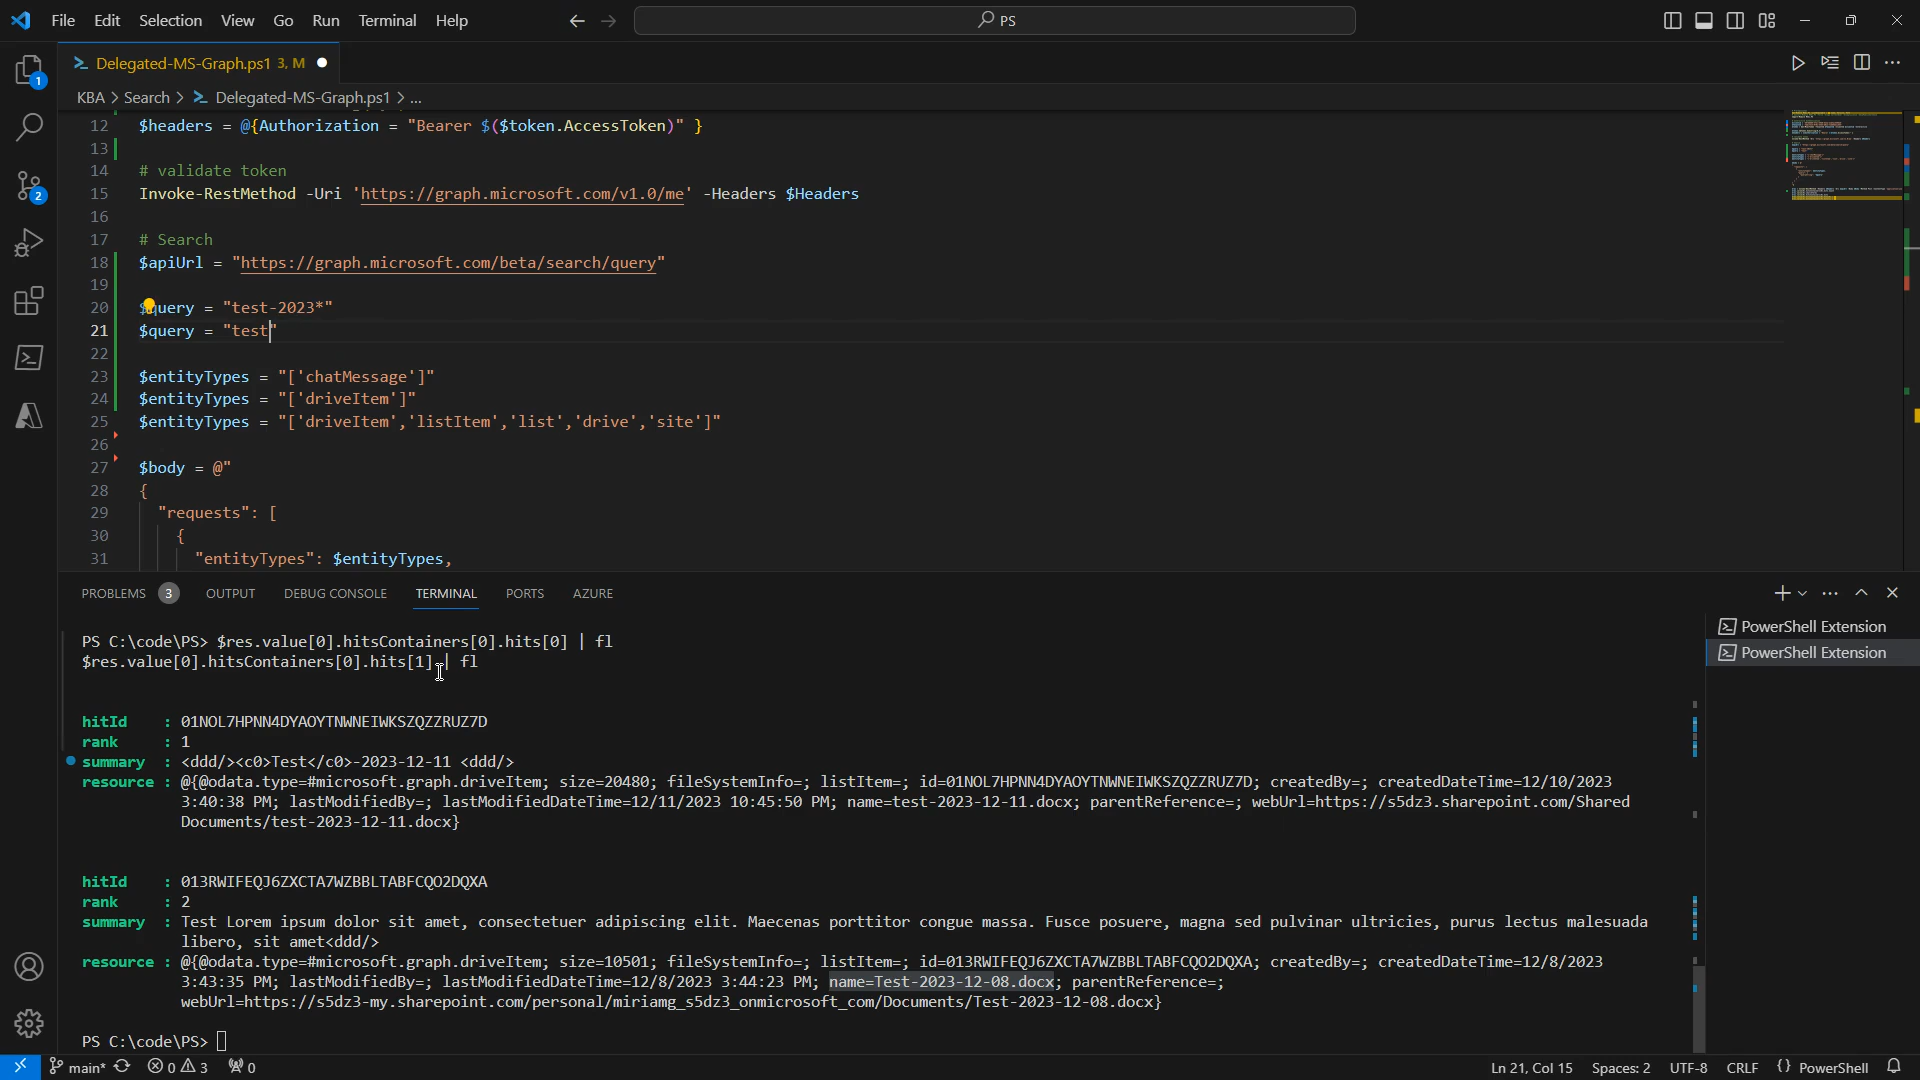 File Edit Selection View Go Run Terminal Help
PS
Delegated-MS-Graph.ps1 3, M
KBA > Search > Delegated-MS-Graph.ps1 > ...
12 $headers = @{Authorization = "Bearer $($token.AccessToken)" }
13
14 # validate token
15 Invoke-RestMethod -Uri 'https://graph.microsoft.com/v1.0/me' -Headers $Headers
16
17 # Search
18 $apiUrl = "https://graph.microsoft.com/beta/search/query"
19
20 $query = "test-2023*"
21 $query = "test"
22
23 $entityTypes = "['chatMessage']"
24 $entityTypes = "['driveItem']"
25 $entityTypes = "['driveItem','listItem','list','drive','site']"
26
27 $body = @"
28 {
29 "requests": [
30 {
31 "entityTypes": $entityTypes,
PROBLEMS 3 OUTPUT DEBUG CONSOLE TERMINAL PORTS AZURE
PS C:\code\PS> $res.value[0].hitsContainers[0].hits[0] | fl
$res.value[0].hitsContainers[0].hits[1] | fl
hitId : 01NOL7HPNN4DYAOYTNWNEIWKSZQZZRUZ7D
rank : 1
summary : <ddd/><c0>Test</c0>-2023-12-11 <ddd/>
resource : @{@odata.type=#microsoft.graph.driveItem; size=20480; fileSystemInfo=; listItem=; id=01NOL7HPNN4DYAOYTNWNEIWKSZQZZRUZ7D; createdBy=; createdDateTime=12/10/2023
3:40:38 PM; lastModifiedBy=; lastModifiedDateTime=12/11/2023 10:45:50 PM; name=test-2023-12-11.docx; parentReference=; webUrl=https://s5dz3.sharepoint.com/Shared
Documents/test-2023-12-11.docx}
hitId : 013RWIFEQJ6ZXCTA7WZBBLTABFCQO2DQXA
rank : 2
summary : Test Lorem ipsum dolor sit amet, consectetuer adipiscing elit. Maecenas porttitor congue massa. Fusce posuere, magna sed pulvinar ultricies, purus lectus malesuada
libero, sit amet<ddd/>
resource : @{@odata.type=#microsoft.graph.driveItem; size=10501; fileSystemInfo=; listItem=; id=013RWIFEQJ6ZXCTA7WZBBLTABFCQO2DQXA; createdBy=; createdDateTime=12/8/2023
3:43:35 PM; lastModifiedBy=; lastModifiedDateTime=12/8/2023 3:44:23 PM; name=Test-2023-12-08.docx; parentReference=;
webUrl=https://s5dz3-my.sharepoint.com/personal/miriamg_s5dz3_onmicrosoft_com/Documents/Test-2023-12-08.docx}
PS C:\code\PS>
PowerShell Extension
PowerShell Extension
1
2
main* 0 3 0 Ln 21, Col 15 Spaces: 2 UTF-8 CRLF {} PowerShell